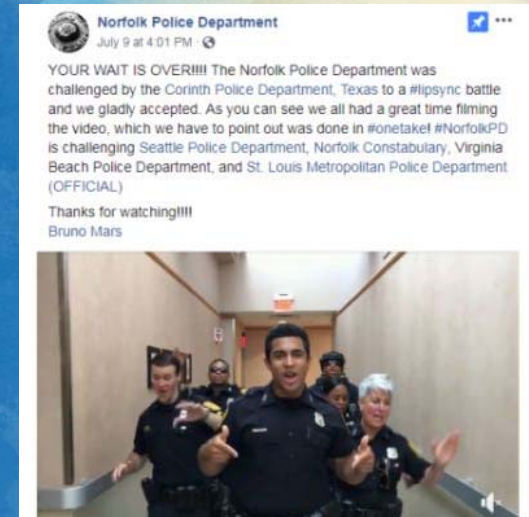 Norfolk Police Department
July 9 at 4:01 PM ·
YOUR WAIT IS OVER!!!! The Norfolk Police Department was
challenged by the Corinth Police Department, Texas to a #lipsync battle
and we gladly accepted. As you can see we all had a great time filming
the video, which we have to point out was done in #onetake! #NorfolkPD
is challenging Seattle Police Department, Norfolk Constabulary, Virginia
Beach Police Department, and St. Louis Metropolitan Police Department
(OFFICIAL)
Thanks for watching!!!!
Bruno Mars